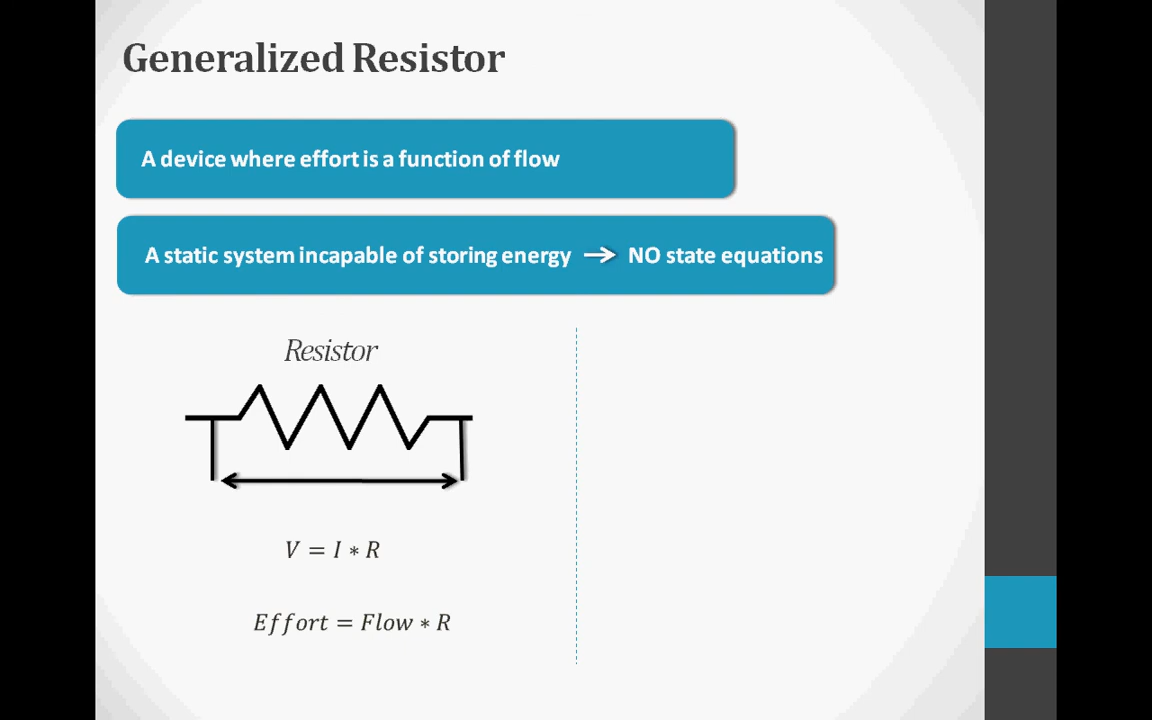 Generalized Resistor
A device where effort is a function of flow
A static system incapable of storing energy → NO state equations
Resistor
V = I ∗ R
Effort = Flow ∗ R